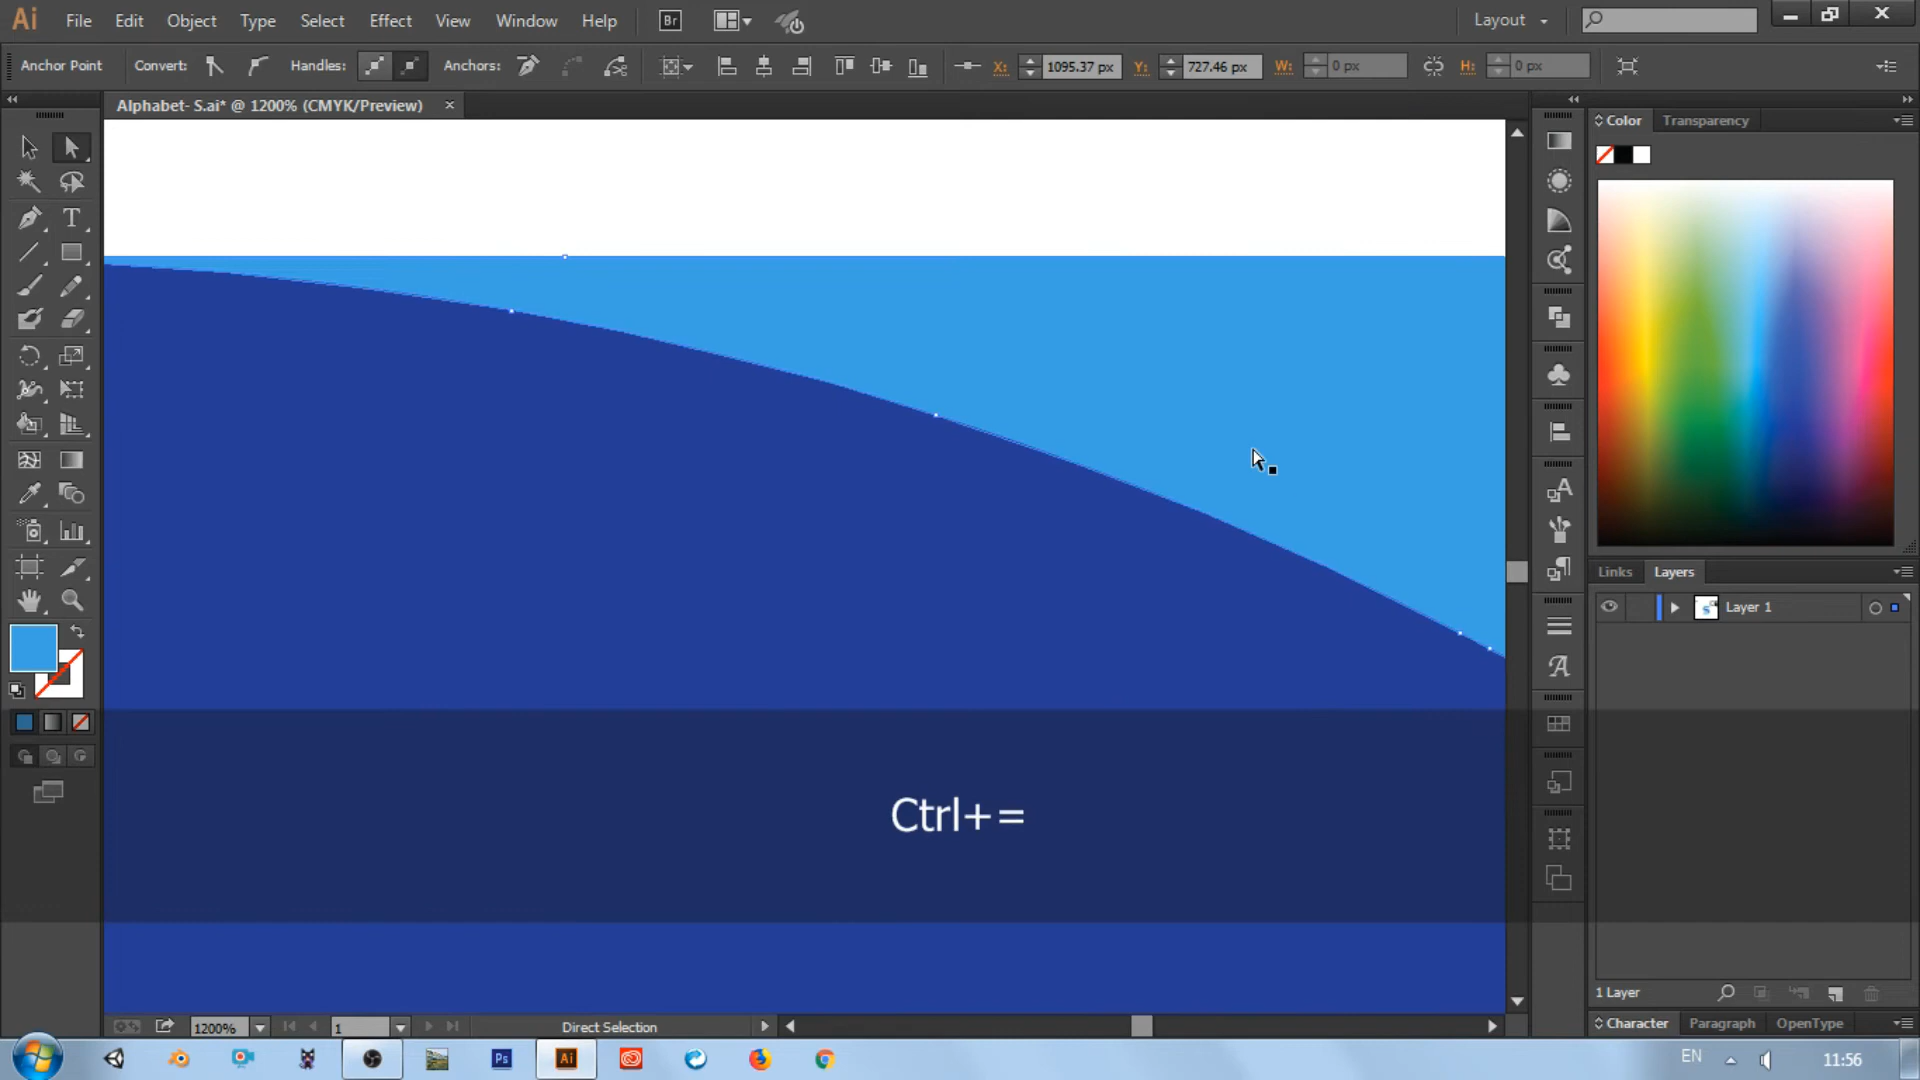 Ai File Edit Object Type Select Effect View Window Help Br Layout
Anchor Point Convert: Handles: Anchors: X: 1095.37 px Y: 727.46 px W: 0 px H: 0 px
Alphabet- S.ai* @ 1200% (CMYK/Preview)
Color Transparency
Links Layers
Layer 1
Ctrl+=
1 Layer
1200% 1 Direct Selection
Character Paragraph OpenType
Ps Ai EN 11:56